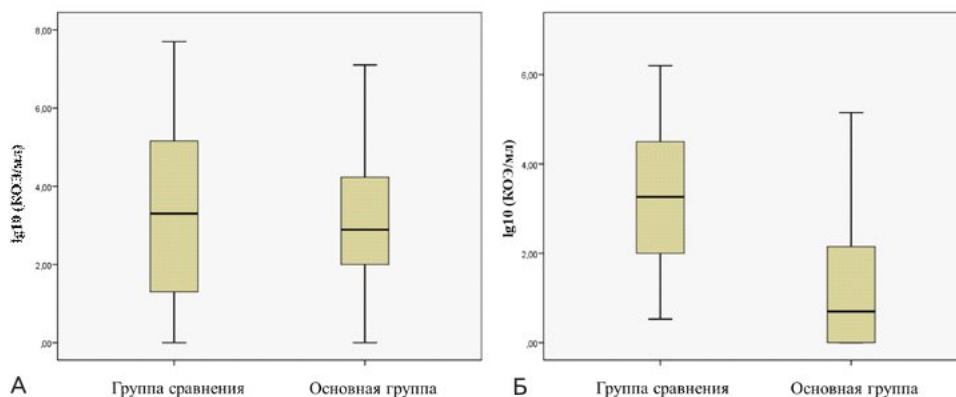 8,00
6,00
4,00
2,00
,00
lg10 (КОЭ/мл)
Группа сравнения
Основная группа
А
6,00
4,00
2,00
,00
lg10 (КОЭ/мл)
Группа сравнения
Основная группа
Б